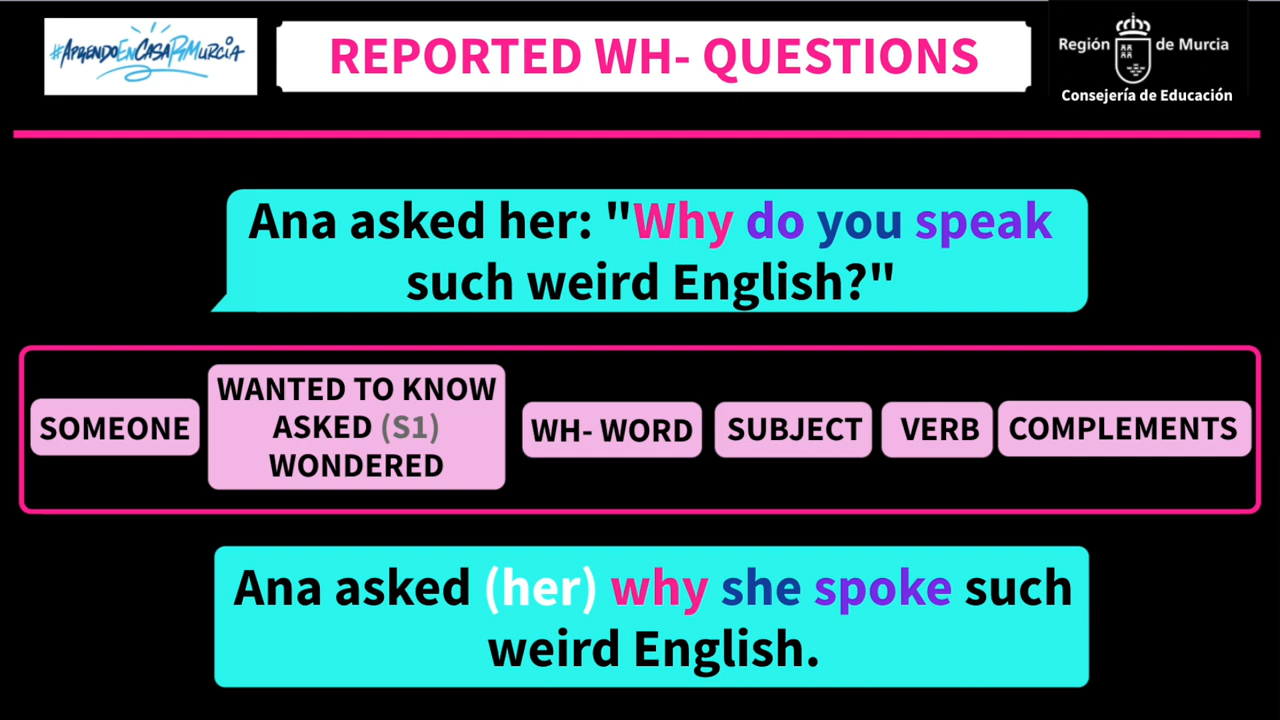 #AprendoEnCasaRMurcia
REPORTED WH- QUESTIONS
Región de Murcia
Consejería de Educación
Ana asked her: "Why do you speak
such weird English?"
SOMEONE
WANTED TO KNOW
ASKED (S1)
WONDERED
WH- WORD
SUBJECT
VERB
COMPLEMENTS
Ana asked (her) why she spoke such
weird English.